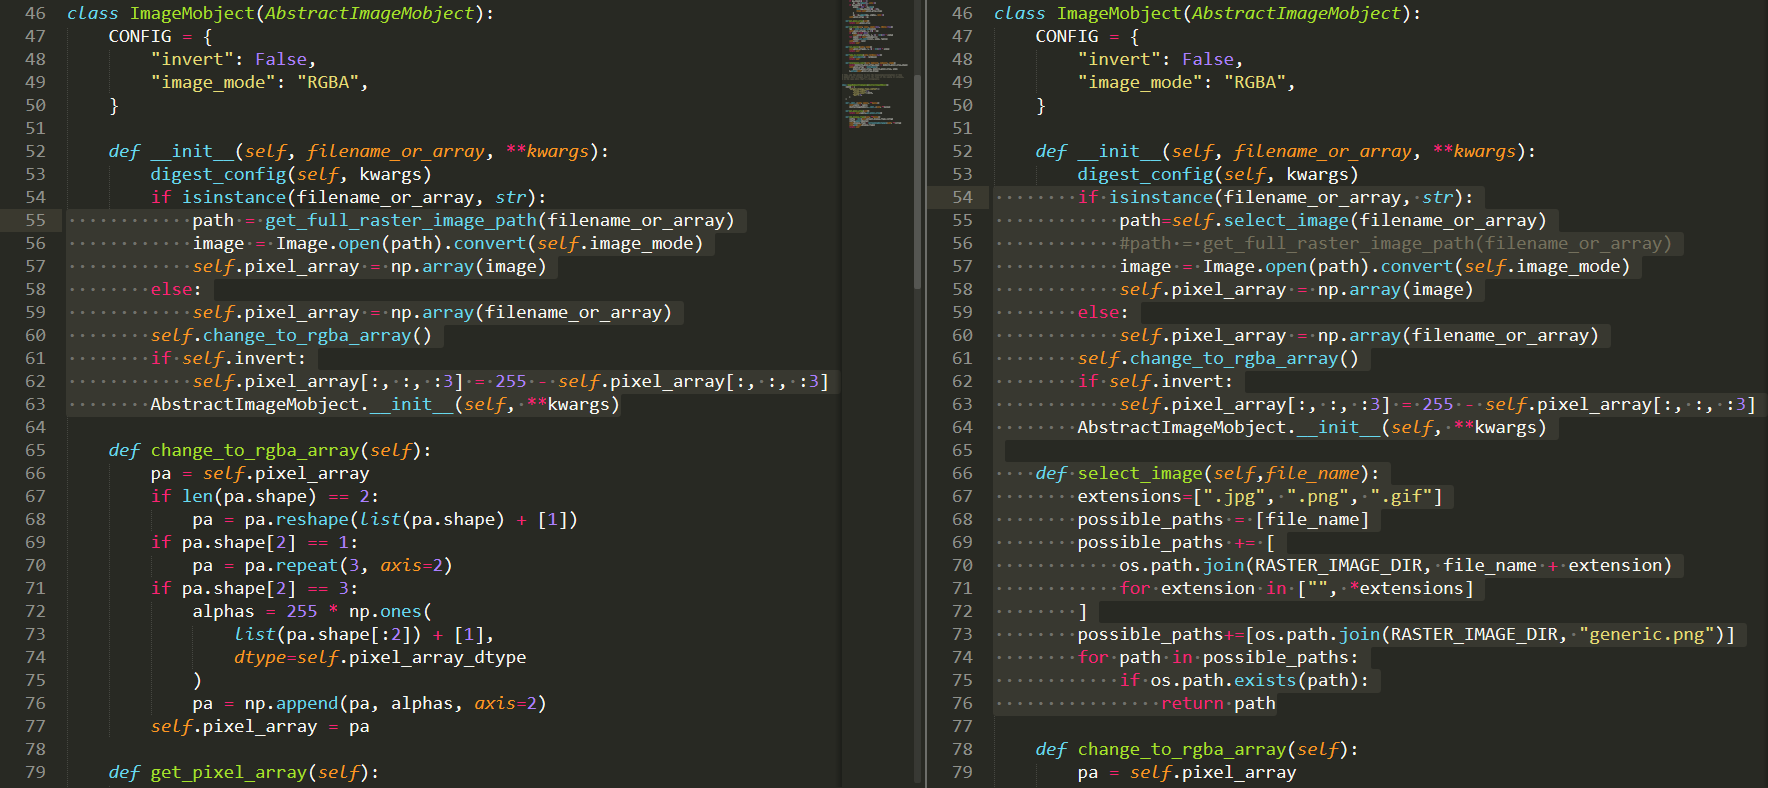 46 class ImageMobject(AbstractImageMobject):
47     CONFIG = {
48         "invert": False,
49         "image_mode": "RGBA",
50     }
51
52     def __init__(self, filename_or_array, **kwargs):
53         digest_config(self, kwargs)
54         if isinstance(filename_or_array, str):
55             path = get_full_raster_image_path(filename_or_array)
56             image = Image.open(path).convert(self.image_mode)
57             self.pixel_array = np.array(image)
58         else:
59             self.pixel_array = np.array(filename_or_array)
60         self.change_to_rgba_array()
61         if self.invert:
62             self.pixel_array[:, :, :3] = 255 - self.pixel_array[:, :, :3]
63         AbstractImageMobject.__init__(self, **kwargs)
64
65     def change_to_rgba_array(self):
66         pa = self.pixel_array
67         if len(pa.shape) == 2:
68             pa = pa.reshape(list(pa.shape) + [1])
69         if pa.shape[2] == 1:
70             pa = pa.repeat(3, axis=2)
71         if pa.shape[2] == 3:
72             alphas = 255 * np.ones(
73                 list(pa.shape[:2]) + [1],
74                 dtype=self.pixel_array_dtype
75             )
76             pa = np.append(pa, alphas, axis=2)
77         self.pixel_array = pa
78
79     def get_pixel_array(self):
46 class ImageMobject(AbstractImageMobject):
47     CONFIG = {
48         "invert": False,
49         "image_mode": "RGBA",
50     }
51
52     def __init__(self, filename_or_array, **kwargs):
53         digest_config(self, kwargs)
54         if isinstance(filename_or_array, str):
55             path=self.select_image(filename_or_array)
56             #path = get_full_raster_image_path(filename_or_array)
57             image = Image.open(path).convert(self.image_mode)
58             self.pixel_array = np.array(image)
59         else:
60             self.pixel_array = np.array(filename_or_array)
61         self.change_to_rgba_array()
62         if self.invert:
63             self.pixel_array[:, :, :3] = 255 - self.pixel_array[:, :, :3]
64         AbstractImageMobject.__init__(self, **kwargs)
65
66     def select_image(self,file_name):
67         extensions=[".jpg", ".png", ".gif"]
68         possible_paths = [file_name]
69         possible_paths += [
70             os.path.join(RASTER_IMAGE_DIR, file_name + extension)
71             for extension in ["", *extensions]
72         ]
73         possible_paths+=[os.path.join(RASTER_IMAGE_DIR, "generic.png")]
74         for path in possible_paths:
75             if os.path.exists(path):
76                 return path
77
78     def change_to_rgba_array(self):
79         pa = self.pixel_array